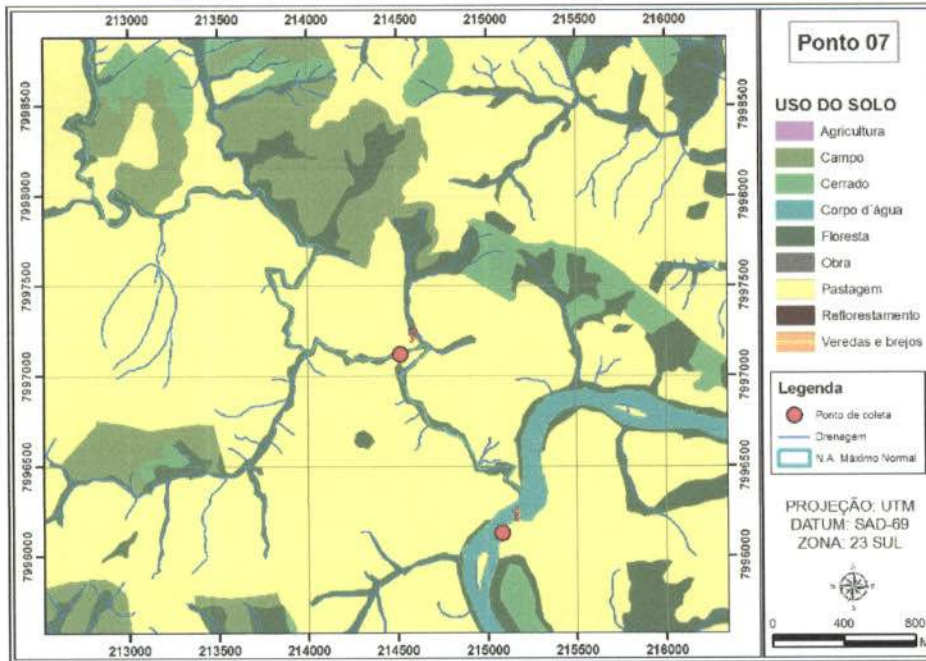 213000 213500 214000 214500 215000 215500 216000
7998500
7998000
7997500
7997000
7996500
7996000
7998500
7998000
7997500
7997000
7996500
7996000
213000 213500 214000 214500 215000 215500 216000
Ponto 07
USO DO SOLO
Agricultura
Campo
Cerrado
Corpo d´água
Floresta
Obra
Pastagem
Reflorestamento
Veredas e brejos
Legenda
Ponto de coleta
Drenagem
N.A. Máximo Normal
PROJEÇÃO: UTM
DATUM: SAD-69
ZONA: 23 SUL
0 400 800
M